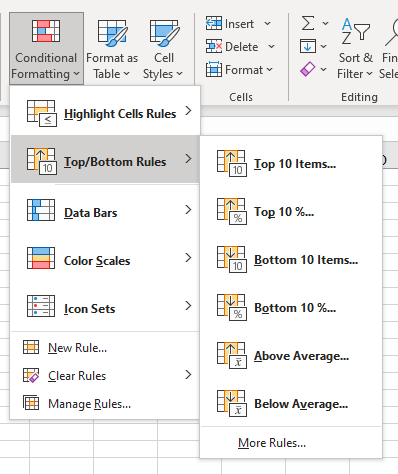 Insert
Delete
Format
Cells
Conditional
Formatting
Format as
Table
Cell
Styles
Sort &
Filter
Editing
Highlight Cells Rules
Top/Bottom Rules
Data Bars
Color Scales
Icon Sets
New Rule...
Clear Rules
Manage Rules...
Top 10 Items...
Top 10 %...
Bottom 10 Items...
Bottom 10 %...
Above Average...
Below Average...
More Rules...